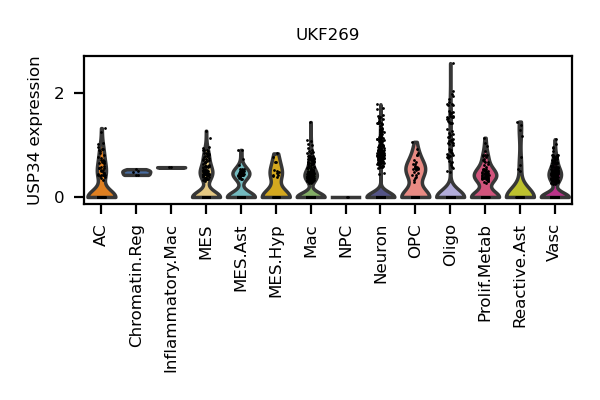 UKF269
USP34 expression
2
0
AC
Chromatin.Reg
Inflammatory.Mac
MES
MES.Ast
MES.Hyp
Mac
NPC
Neuron
OPC
Oligo
Prolif.Metab
Reactive.Ast
Vasc